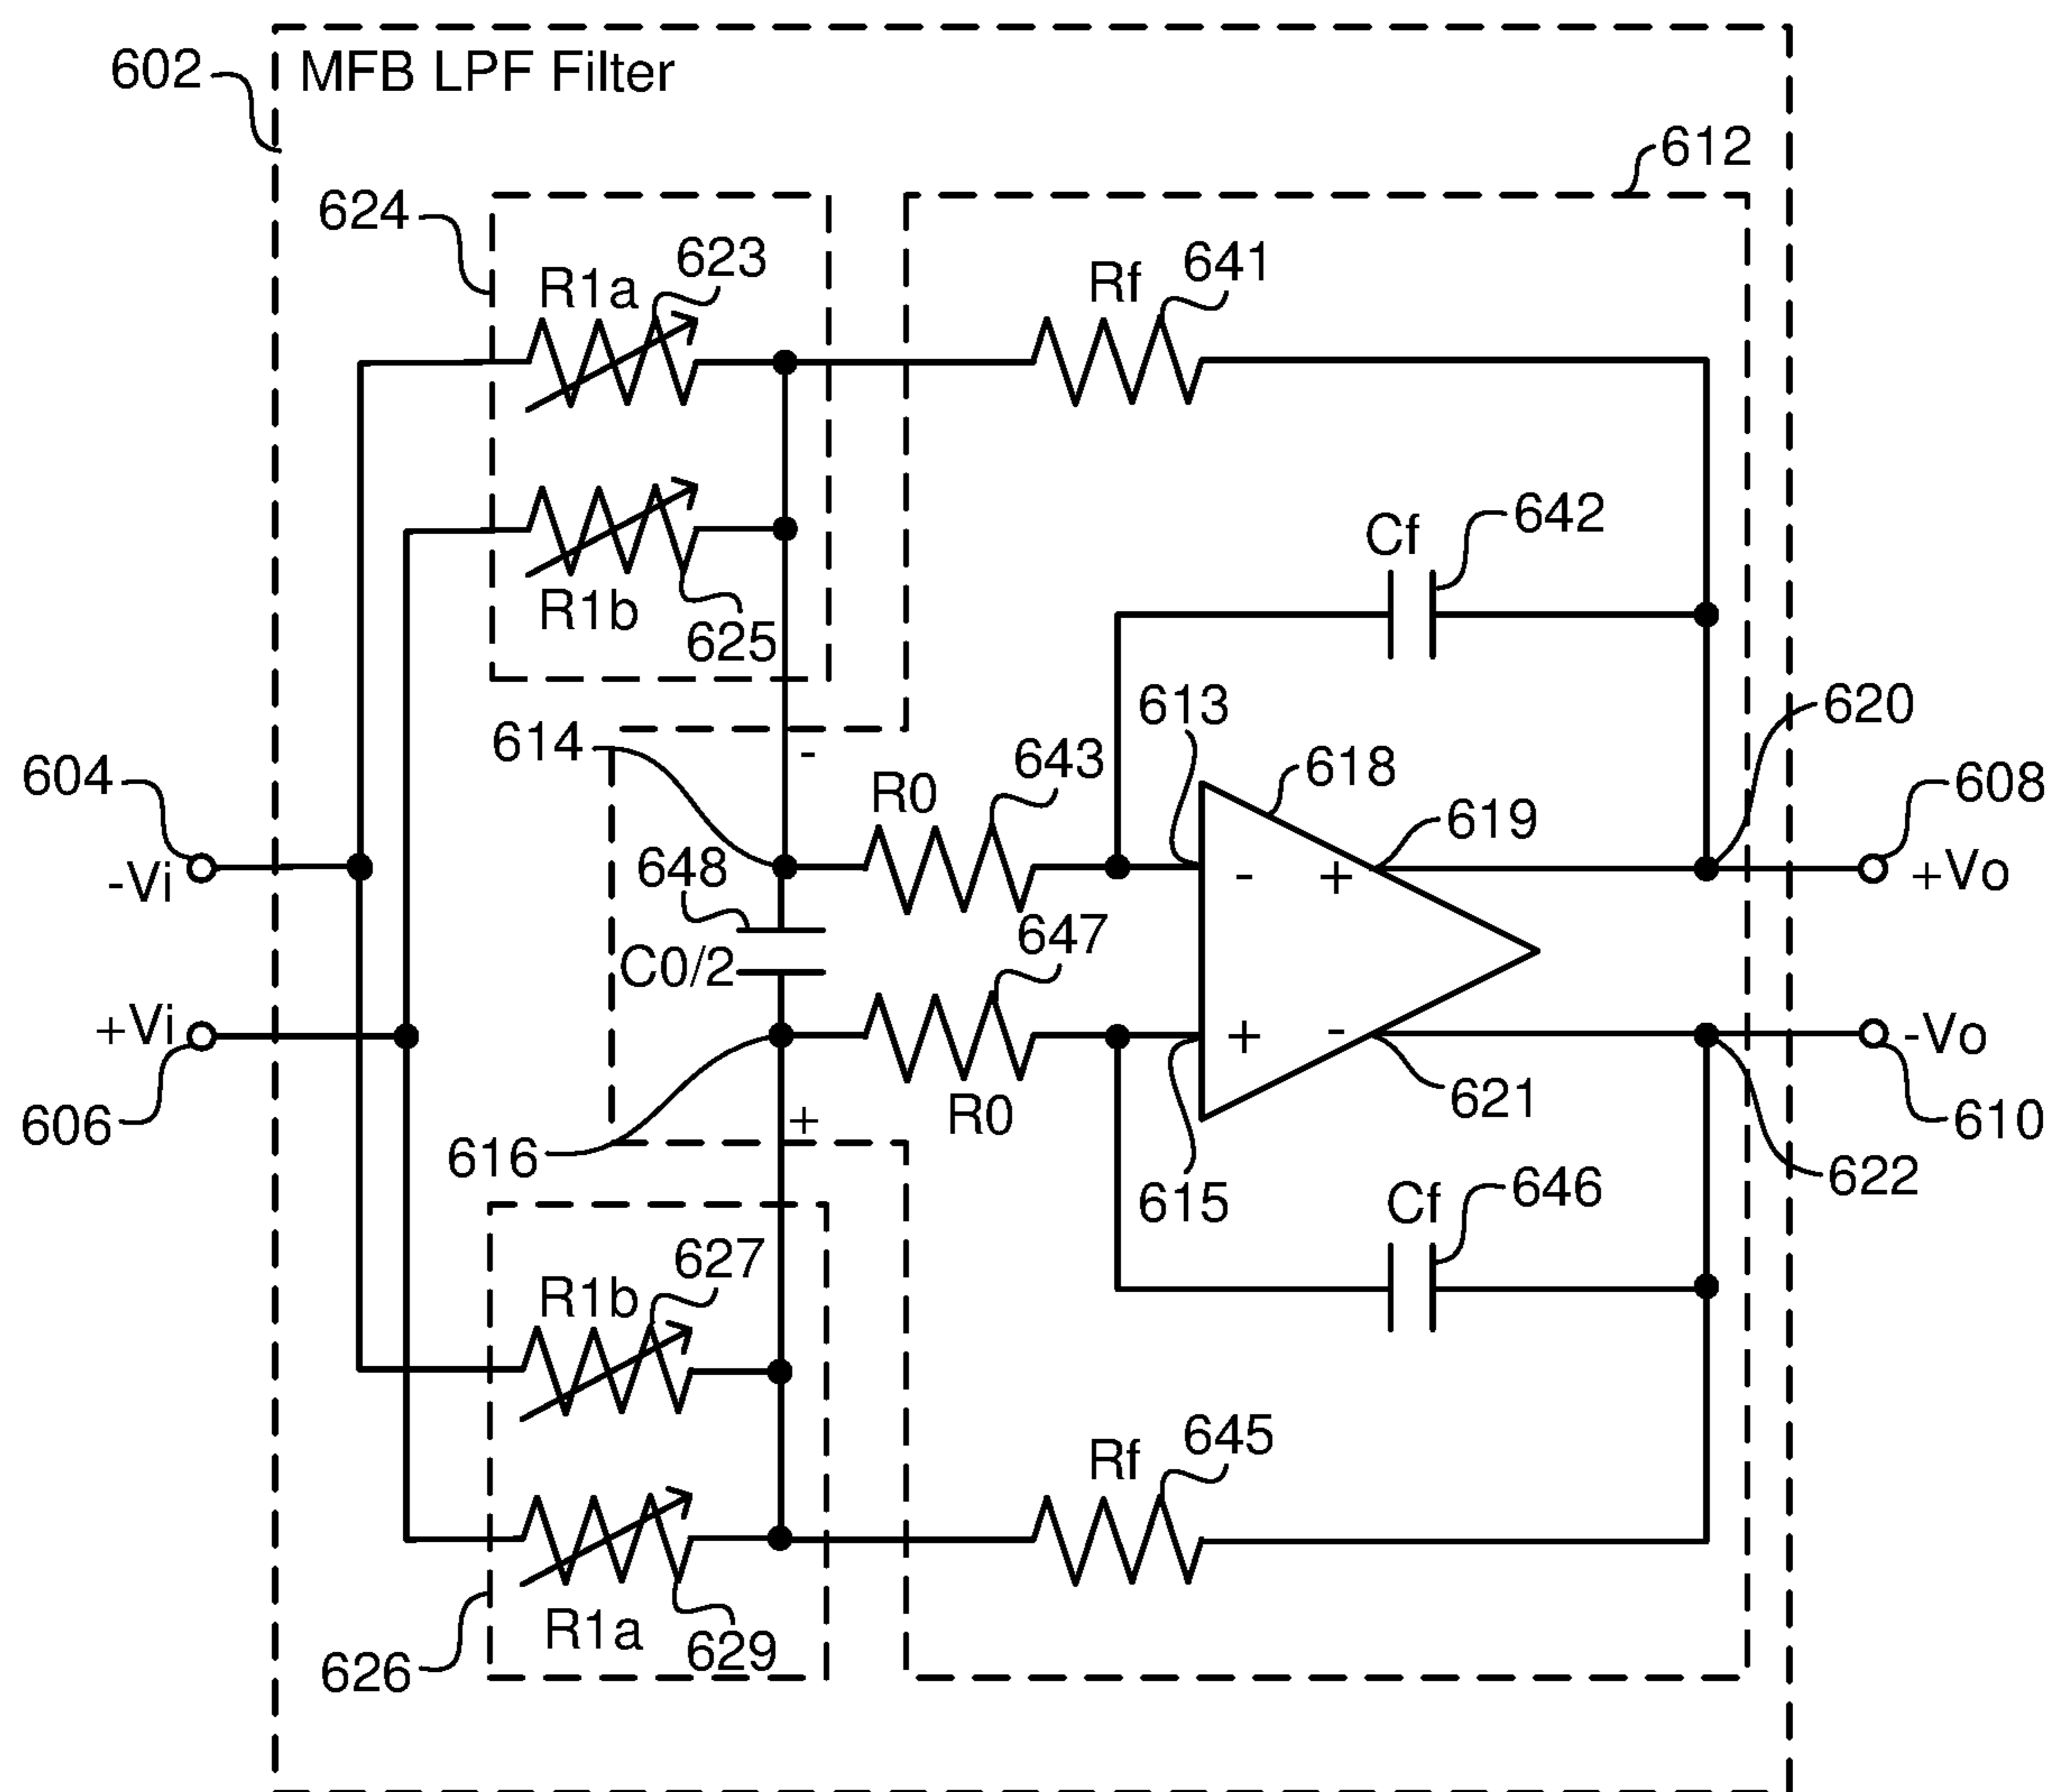 602
MFB LPF Filter
612
624
R1a
623
Rf
641
R1b
625
Cf
642
614
-
613
620
604
-Vi
R0
643
618
619
608
648
- +
+Vo
C0/2
647
+Vi
+ -
-Vo
606
616
+
R0
621
610
615
622
Cf
646
R1b
627
Rf
645
626
R1a
629